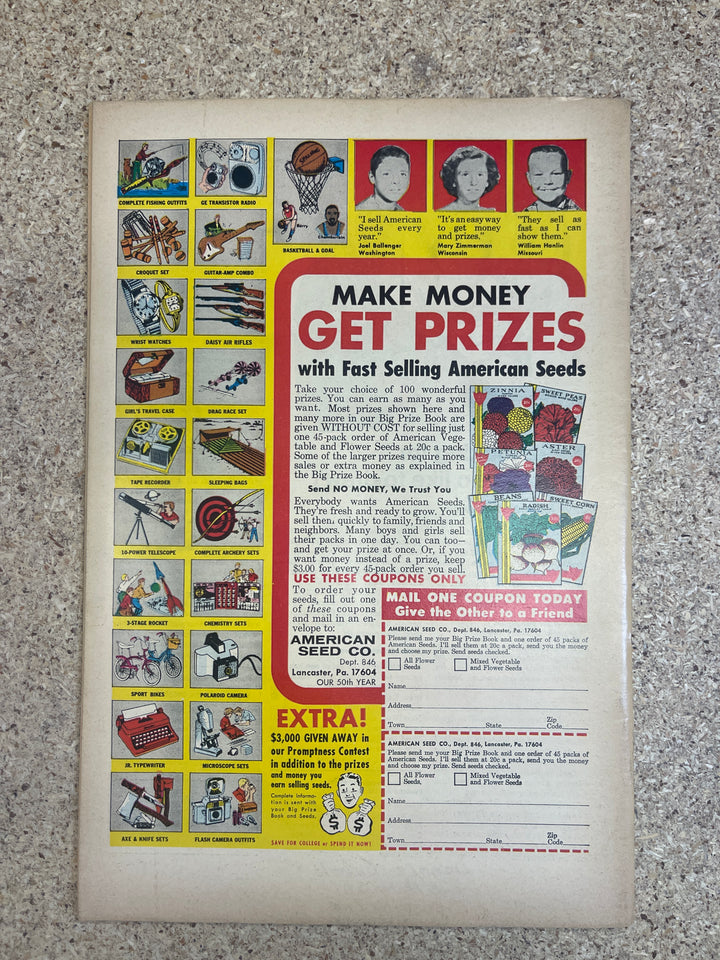 COMPLETE FISHING OUTFITS
GE TRANSISTOR RADIO
SPALDING
Barry
BASKETBALL & GOAL
CROQUET SET
GUITAR-AMP COMBO
WRIST WATCHES
DAISY AIR RIFLES
GIRL'S TRAVEL CASE
DRAG RACE SET
TAPE RECORDER
SLEEPING BAGS
10-POWER TELESCOPE
COMPLETE ARCHERY SETS
3-STAGE ROCKET
CHEMISTRY SETS
SPORT BIKES
POLAROID CAMERA
JR. TYPEWRITER
MICROSCOPE SETS
AXE & KNIFE SETS
FLASH CAMERA OUTFITS
"I sell American
Seeds every
year."
Joel Ballenger
Washington
"It's an easy way
to get money
and prizes."
Mary Zimmerman
Wisconsin
"They sell as
fast as I can
show them."
William Hanlin
Missouri
MAKE MONEY
GET PRIZES
with Fast Selling American Seeds
Take your choice of 100 wonderful
prizes. You can earn as many as you
want. Most prizes shown here and
many more in our Big Prize Book are
given WITHOUT COST for selling just
one 45-pack order of American Vege-
table and Flower Seeds at 20c a pack.
Some of the larger prizes require more
sales or extra money as explained in
the Big Prize Book.
Send NO MONEY, We Trust You
Everybody wants American Seeds.
They're fresh and ready to grow. You'll
sell them quickly to family, friends and
neighbors. Many boys and girls sell
their packs in one day. You can too—
and get your prize at once. Or, if you
want money instead of a prize, keep
$3.00 for every 45-pack order you sell.
ZINNIA
SWEET PEAS
PETUNIA
ASTER
BEANS
RADISH
SWEET CORN
USE THESE COUPONS ONLY
To order your
seeds, fill out one
of these coupons
and mail in an en-
velope to:
AMERICAN
SEED CO.
Dept. 846
Lancaster, Pa. 17604
OUR 50th YEAR
MAIL ONE COUPON TODAY
Give the Other to a Friend
AMERICAN SEED CO., Dept. 846, Lancaster, Pa. 17604
Please send me your Big Prize Book and one order of 45 packs of
American Seeds. I'll sell them at 20c a pack, send you the money
and choose my prize. Send seeds checked.
All Flower Seeds
Mixed Vegetable and Flower Seeds
Name
Address
Town State Zip Code
AMERICAN SEED CO., Dept. 846, Lancaster, Pa. 17604
Please send me your Big Prize Book and one order of 45 packs of
American Seeds. I'll sell them at 20c a pack, send you the money
and choose my prize. Send seeds checked.
All Flower Seeds
Mixed Vegetable and Flower Seeds
Name
Address
Town State Zip Code
EXTRA!
$3,000 GIVEN AWAY in
our Promptness Contest
in addition to the prizes
and money you
earn selling seeds.
Complete informa-
tion is sent with
your Big Prize
Book and Seeds.
$ $
SAVE FOR COLLEGE or SPEND IT NOW!